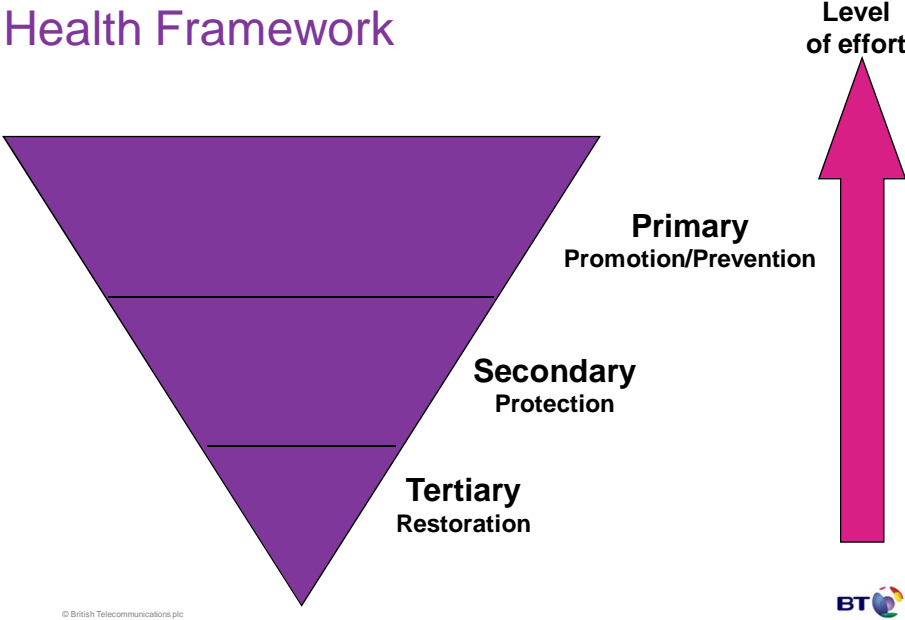 Health Framework
Level
of effort
Primary
Promotion/Prevention
Secondary
Protection
Tertiary
Restoration
© British Telecommunications plc
BT